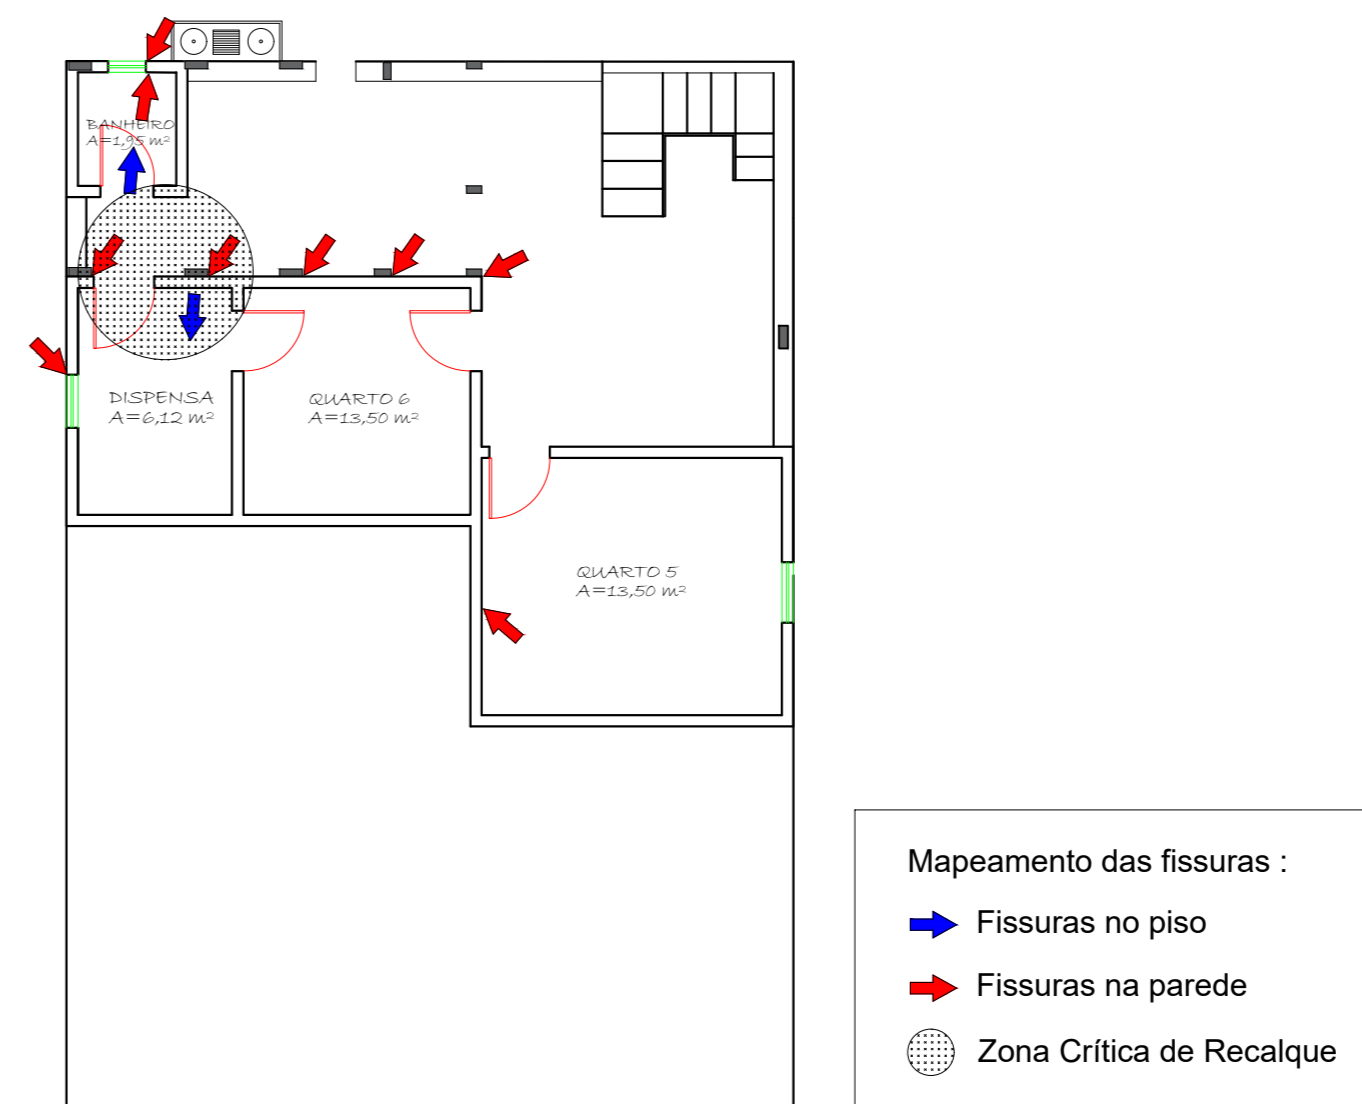 BANHEIRO
A=1,95 m²
DISPENSA
A=6,12 m²
QUARTO 6
A=13,50 m²
QUARTO 5
A=13,50 m²
Mapeamento das fissuras :
Fissuras no piso
Fissuras na parede
Zona Crítica de Recalque